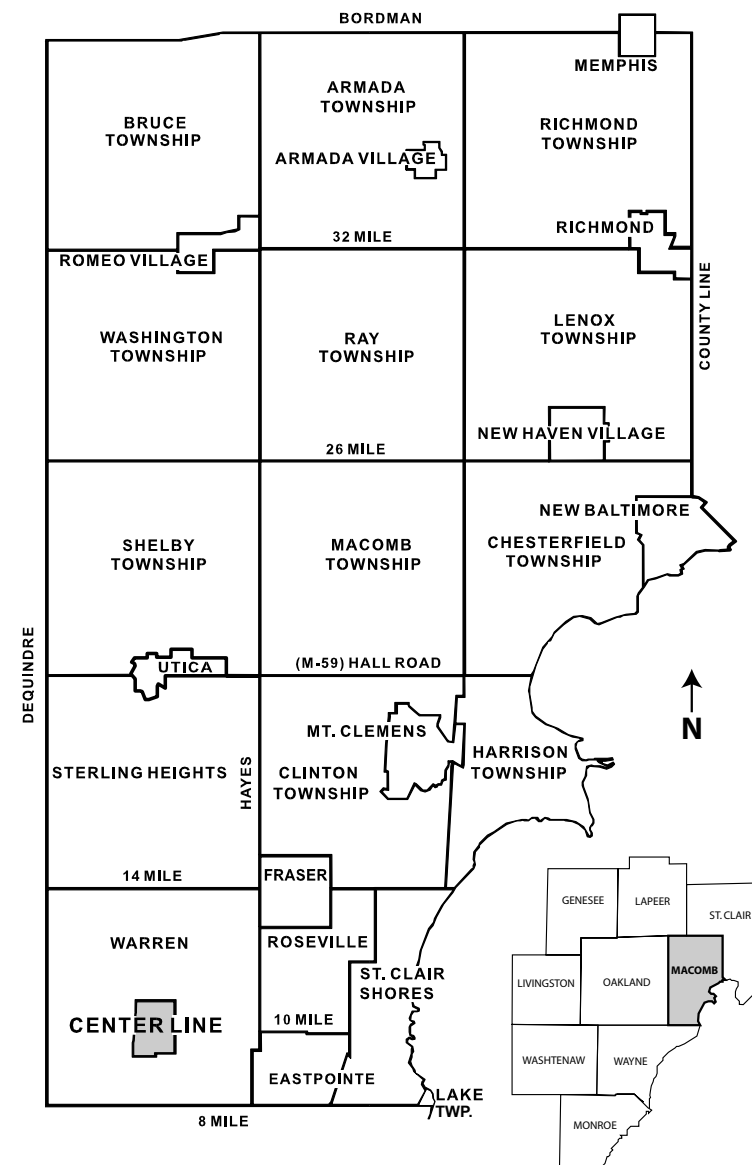 BORDMAN
MEMPHIS
ARMADA
TOWNSHIP
BRUCE
TOWNSHIP
RICHMOND
TOWNSHIP
ARMADA VILLAGE
RICHMOND
32 MILE
ROMEO VILLAGE
COUNTY LINE
WASHINGTON
TOWNSHIP
RAY
TOWNSHIP
LENOX
TOWNSHIP
NEW HAVEN VILLAGE
26 MILE
NEW BALTIMORE
SHELBY
TOWNSHIP
MACOMB
TOWNSHIP
CHESTERFIELD
TOWNSHIP
DEQUINDRE
UTICA
(M-59) HALL ROAD
N
MT. CLEMENS
HARRISON
TOWNSHIP
STERLING HEIGHTS
HAYES
CLINTON
TOWNSHIP
14 MILE
FRASER
WARREN
ROSEVILLE
ST. CLAIR
SHORES
CENTER LINE
10 MILE
EASTPOINTE
LAKE
TWP.
8 MILE
GENESEE
LAPEER
ST. CLAIR
MACOMB
LIVINGSTON
OAKLAND
WASHTENAW
WAYNE
MONROE